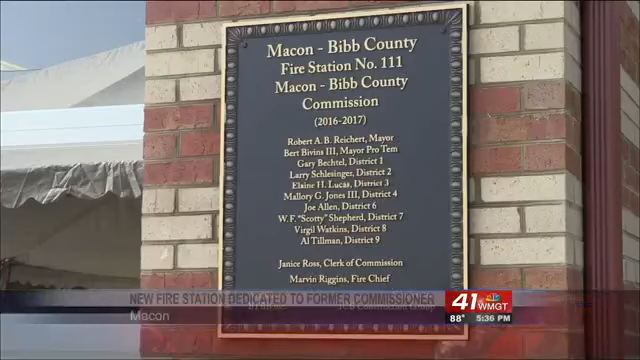 Macon - Bibb County
Fire Station No. 111
Macon - Bibb County
Commission
(2016-2017)
Robert A. B. Reichert, Mayor
Bert Bivins III, Mayor Pro Tem
Gary Bechtel, District 1
Larry Schlesinger, District 2
Elaine H. Lucas, District 3
Mallory G. Jones III, District 4
Joe Allen, District 6
W. F. "Scotty" Shepherd, District 7
Virgil Watkins, District 8
Al Tillman, District 9
Janice Ross, Clerk of Commission
Marvin Riggins, Fire Chief
NEW FIRE STATION DEDICATED TO FORMER COMMISSIONER
Macon
41 WMGT
88° 5:36 PM